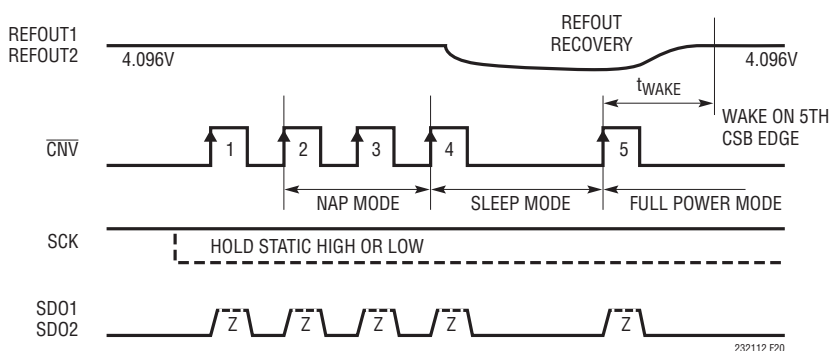 REFOUT1
REFOUT2
4.096V
REFOUT
RECOVERY
4.096V
tWAKE
WAKE ON 5TH
CSB EDGE
CNV
1
2
3
4
5
NAP MODE
SLEEP MODE
FULL POWER MODE
SCK
HOLD STATIC HIGH OR LOW
SDO1
SDO2
Z
Z
Z
Z
Z
232112 F20